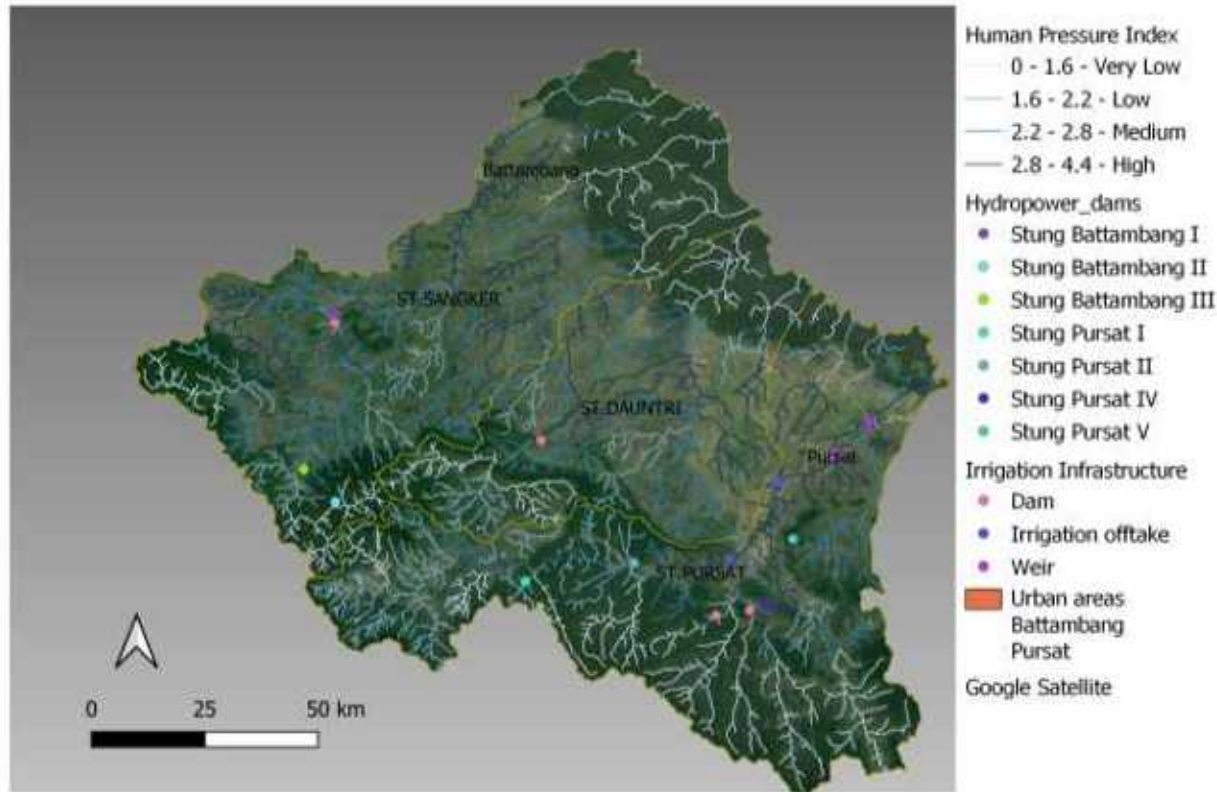 Battambang
ST.SANGKER
ST.DAUNTRI
Pursat
ST.PURSAT
0 25 50 km
Human Pressure Index
0 - 1.6 - Very Low
1.6 - 2.2 - Low
2.2 - 2.8 - Medium
2.8 - 4.4 - High
Hydropower_dams
Stung Battambang I
Stung Battambang II
Stung Battambang III
Stung Pursat I
Stung Pursat II
Stung Pursat IV
Stung Pursat V
Irrigation Infrastructure
Dam
Irrigation offtake
Weir
Urban areas
Battambang
Pursat
Google Satellite